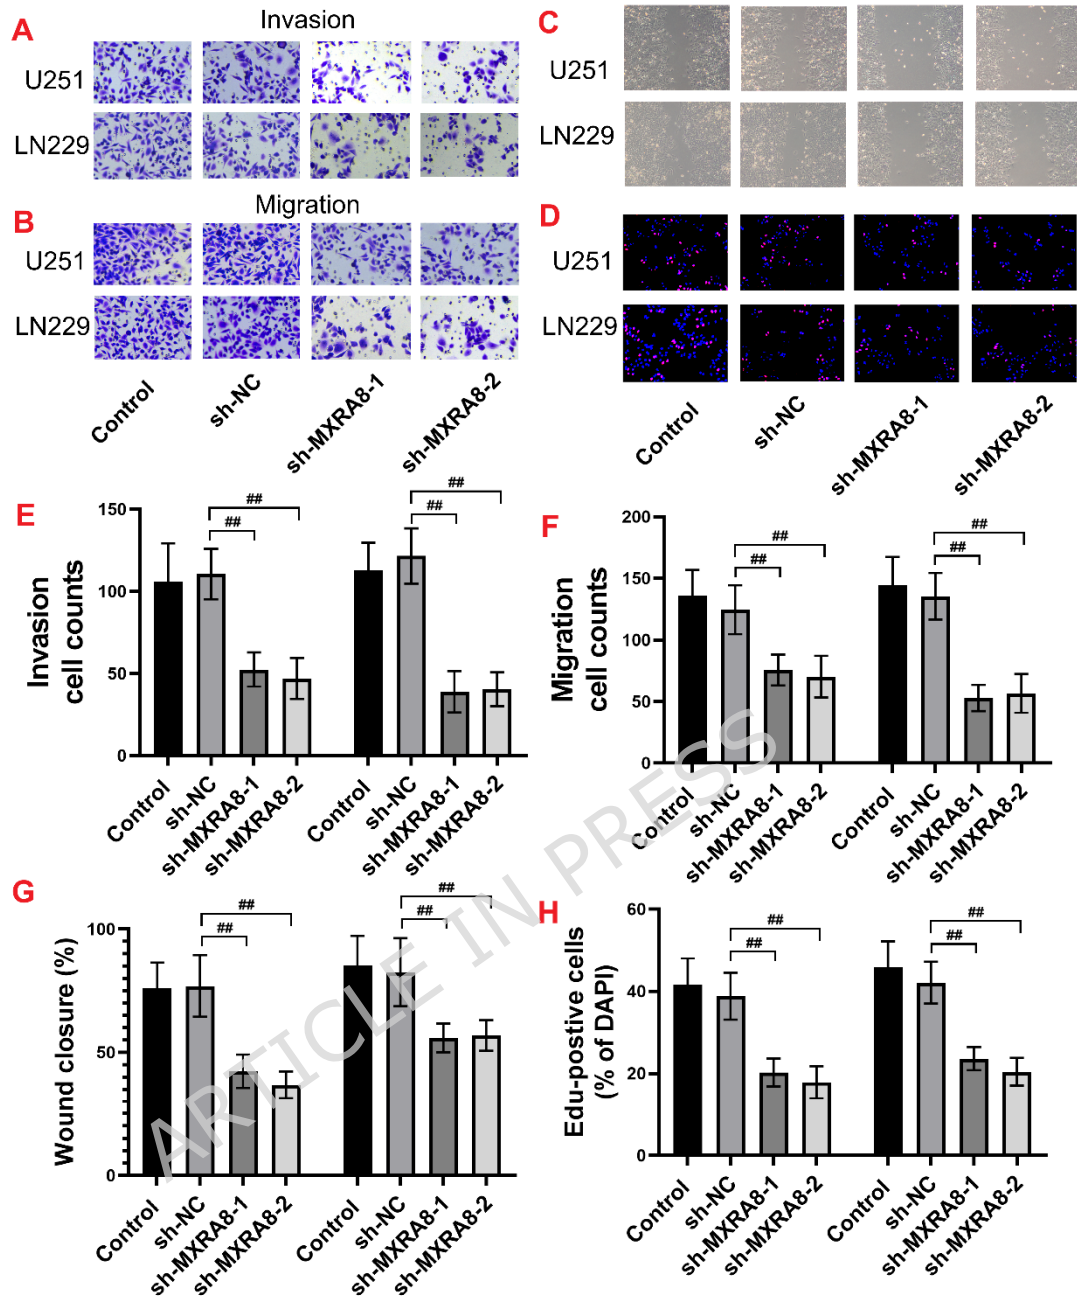 A
Invasion
U251
LN229
B
Migration
U251
LN229
Control
sh-NC
sh-MXRA8-1
sh-MXRA8-2
C
U251
LN229
D
U251
LN229
Control
sh-NC
sh-MXRA8-1
sh-MXRA8-2
E
Invasion
cell counts
150
100
50
0
##
##
##
##
Control
sh-NC
sh-MXRA8-1
sh-MXRA8-2
Control
sh-NC
sh-MXRA8-1
sh-MXRA8-2
F
Migration
cell counts
200
150
100
50
0
##
##
##
##
Control
sh-NC
sh-MXRA8-1
sh-MXRA8-2
Control
sh-NC
sh-MXRA8-1
sh-MXRA8-2
G
Wound closure (%)
100
50
0
##
##
##
##
Control
sh-NC
sh-MXRA8-1
sh-MXRA8-2
Control
sh-NC
sh-MXRA8-1
sh-MXRA8-2
H
Edu-postive cells
(% of DAPI)
60
40
20
0
##
##
##
##
Control
sh-NC
sh-MXRA8-1
sh-MXRA8-2
Control
sh-NC
sh-MXRA8-1
sh-MXRA8-2
ARTICLE IN PRESS